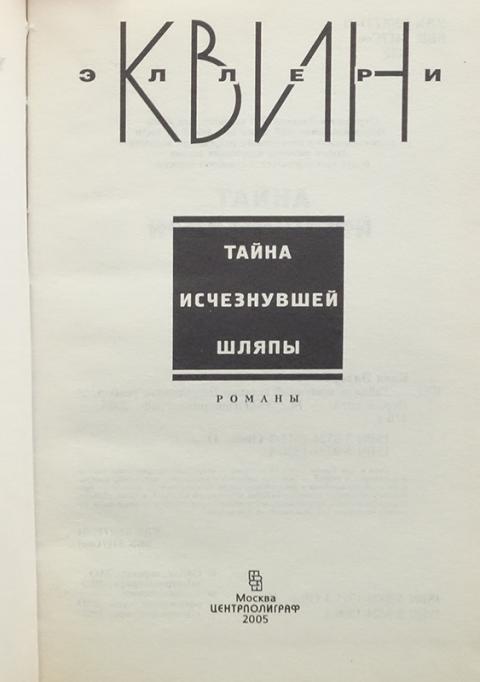 ЭЛЛЕРИ
КВИН
ТАЙНА
ИСЧЕЗНУВШЕЙ
ШЛЯПЫ
РОМАНЫ
Москва
ЦЕНТРПОЛИГРАФ
2005